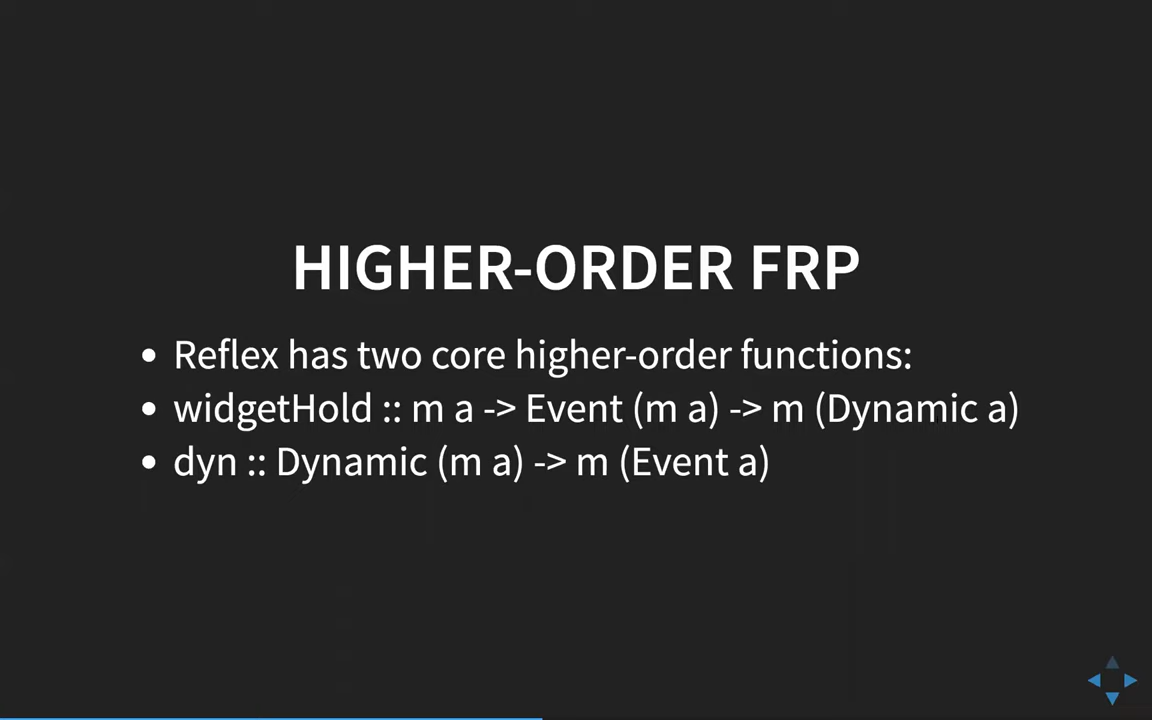 HIGHER-ORDER FRP
• Reflex has two core higher-order functions:
• widgetHold :: m a -> Event (m a) -> m (Dynamic a)
• dyn :: Dynamic (m a) -> m (Event a)